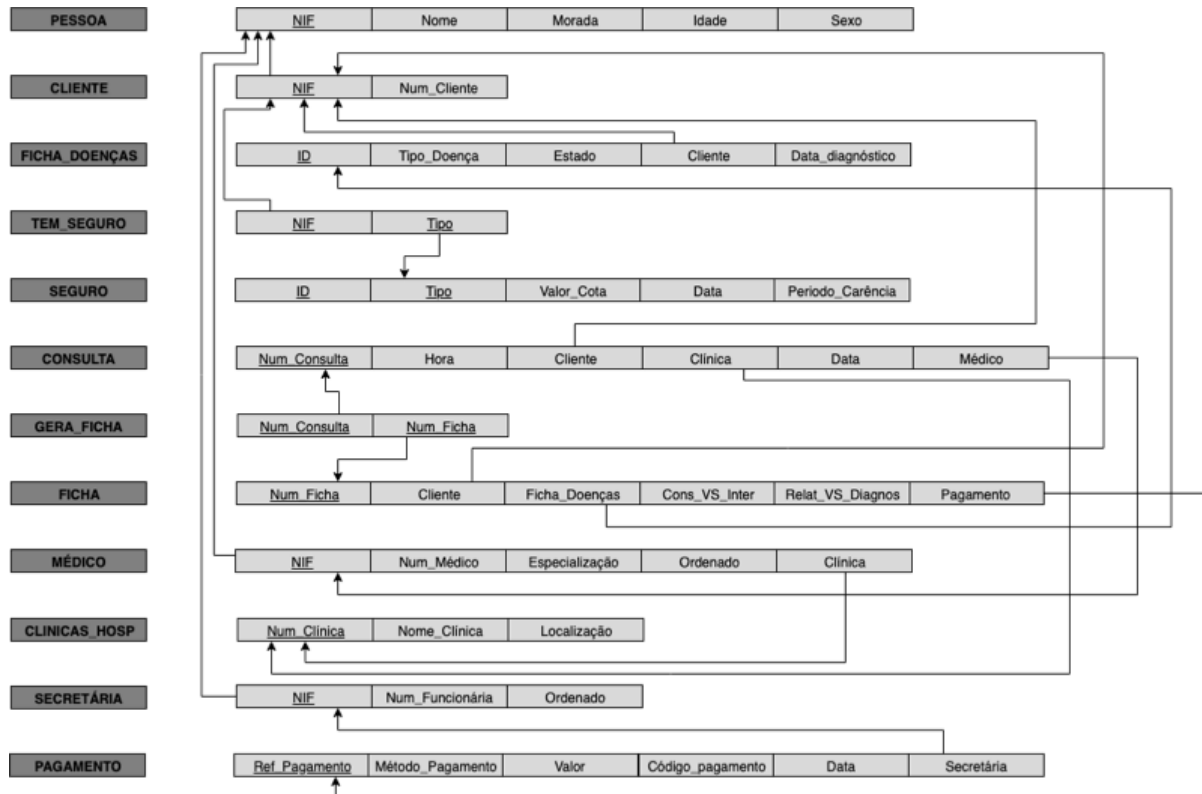 PESSOA NIF Nome Morada Idade Sexo
CLIENTE NIF Num_Cliente
FICHA_DOENÇAS ID Tipo_Doença Estado Cliente Data_diagnóstico
TEM_SEGURO NIF Tipo
SEGURO ID Tipo Valor_Cota Data Periodo_Carência
CONSULTA Num_Consulta Hora Cliente Clínica Data Médico
GERA_FICHA Num_Consulta Num_Ficha
FICHA Num_Ficha Cliente Ficha_Doenças Cons_VS_Inter Relat_VS_Diagnos Pagamento
MÉDICO NIF Num_Médico Especialização Ordenado Clínica
CLINICAS_HOSP Num_Clínica Nome_Clínica Localização
SECRETÁRIA NIF Num_Funcionária Ordenado
PAGAMENTO Ref_Pagamento Método_Pagamento Valor Código_pagamento Data Secretária